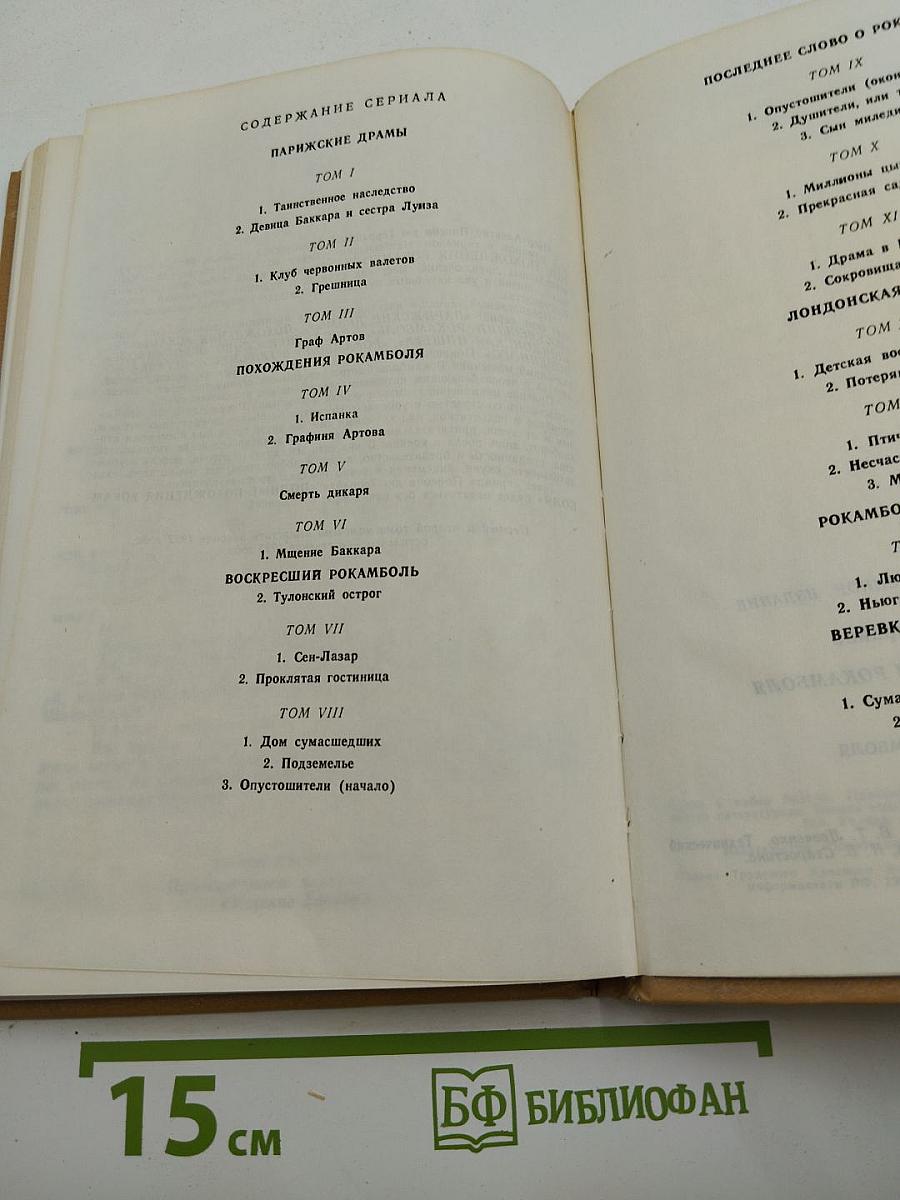 СОДЕРЖАНИЕ СЕРИАЛА
ПАРИЖСКИЕ ДРАМЫ
ТОМ I
1. Таинственное наследство
2. Девица Баккара и сестра Луиза
ТОМ II
1. Клуб червонных валетов
2. Грешница
ТОМ III
Граф Артов
ПОХОЖДЕНИЯ РОКАМБОЛЯ
ТОМ IV
1. Испанка
2. Графиня Артова
ТОМ V
Смерть дикаря
ТОМ VI
1. Мщение Баккара
ВОСКРЕСШИЙ РОКАМБОЛЬ
2. Тулонский острог
ТОМ VII
1. Сен-Лазар
2. Проклятая гостиница
ТОМ VIII
1. Дом сумасшедших
2. Подземелье
3. Опустошители (начало)
ПОСЛЕДНЕЕ СЛОВО О РОК
ТОМ IX
1. Опустошители (окон
2. Душители, или т
3. Сын миледи
ТОМ X
1. Миллионы цы
2. Прекрасная са
ТОМ XI
1. Драма в
2. Сокровища
ЛОНДОНСКАЯ
ТОМ
1. Детская вос
2. Потеря
ТОМ
1. Птич
2. Несчас
3. М
РОКАМБО
Т
1. Лю
2. Ньюг
ВЕРЕВК
1. Сума
2
15 см
БФ БИБЛИОФАН